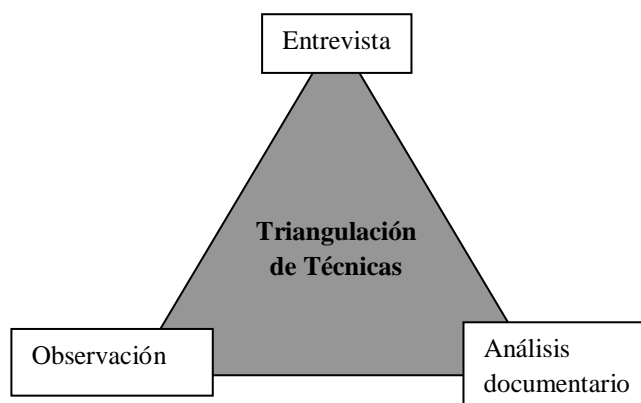 Entrevista
Triangulación
de Técnicas
Observación
Análisis
documentario